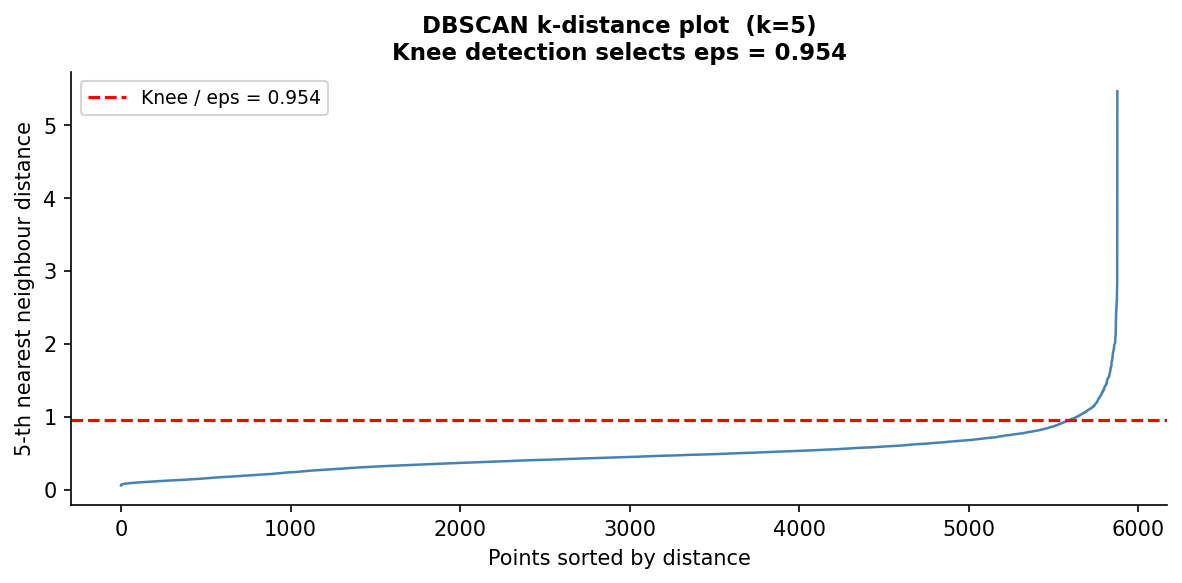 DBSCAN k-distance plot  (k=5)
Knee detection selects eps = 0.954
Knee / eps = 0.954
5-th nearest neighbour distance
5
4
3
2
1
0
0 1000 2000 3000 4000 5000 6000
Points sorted by distance